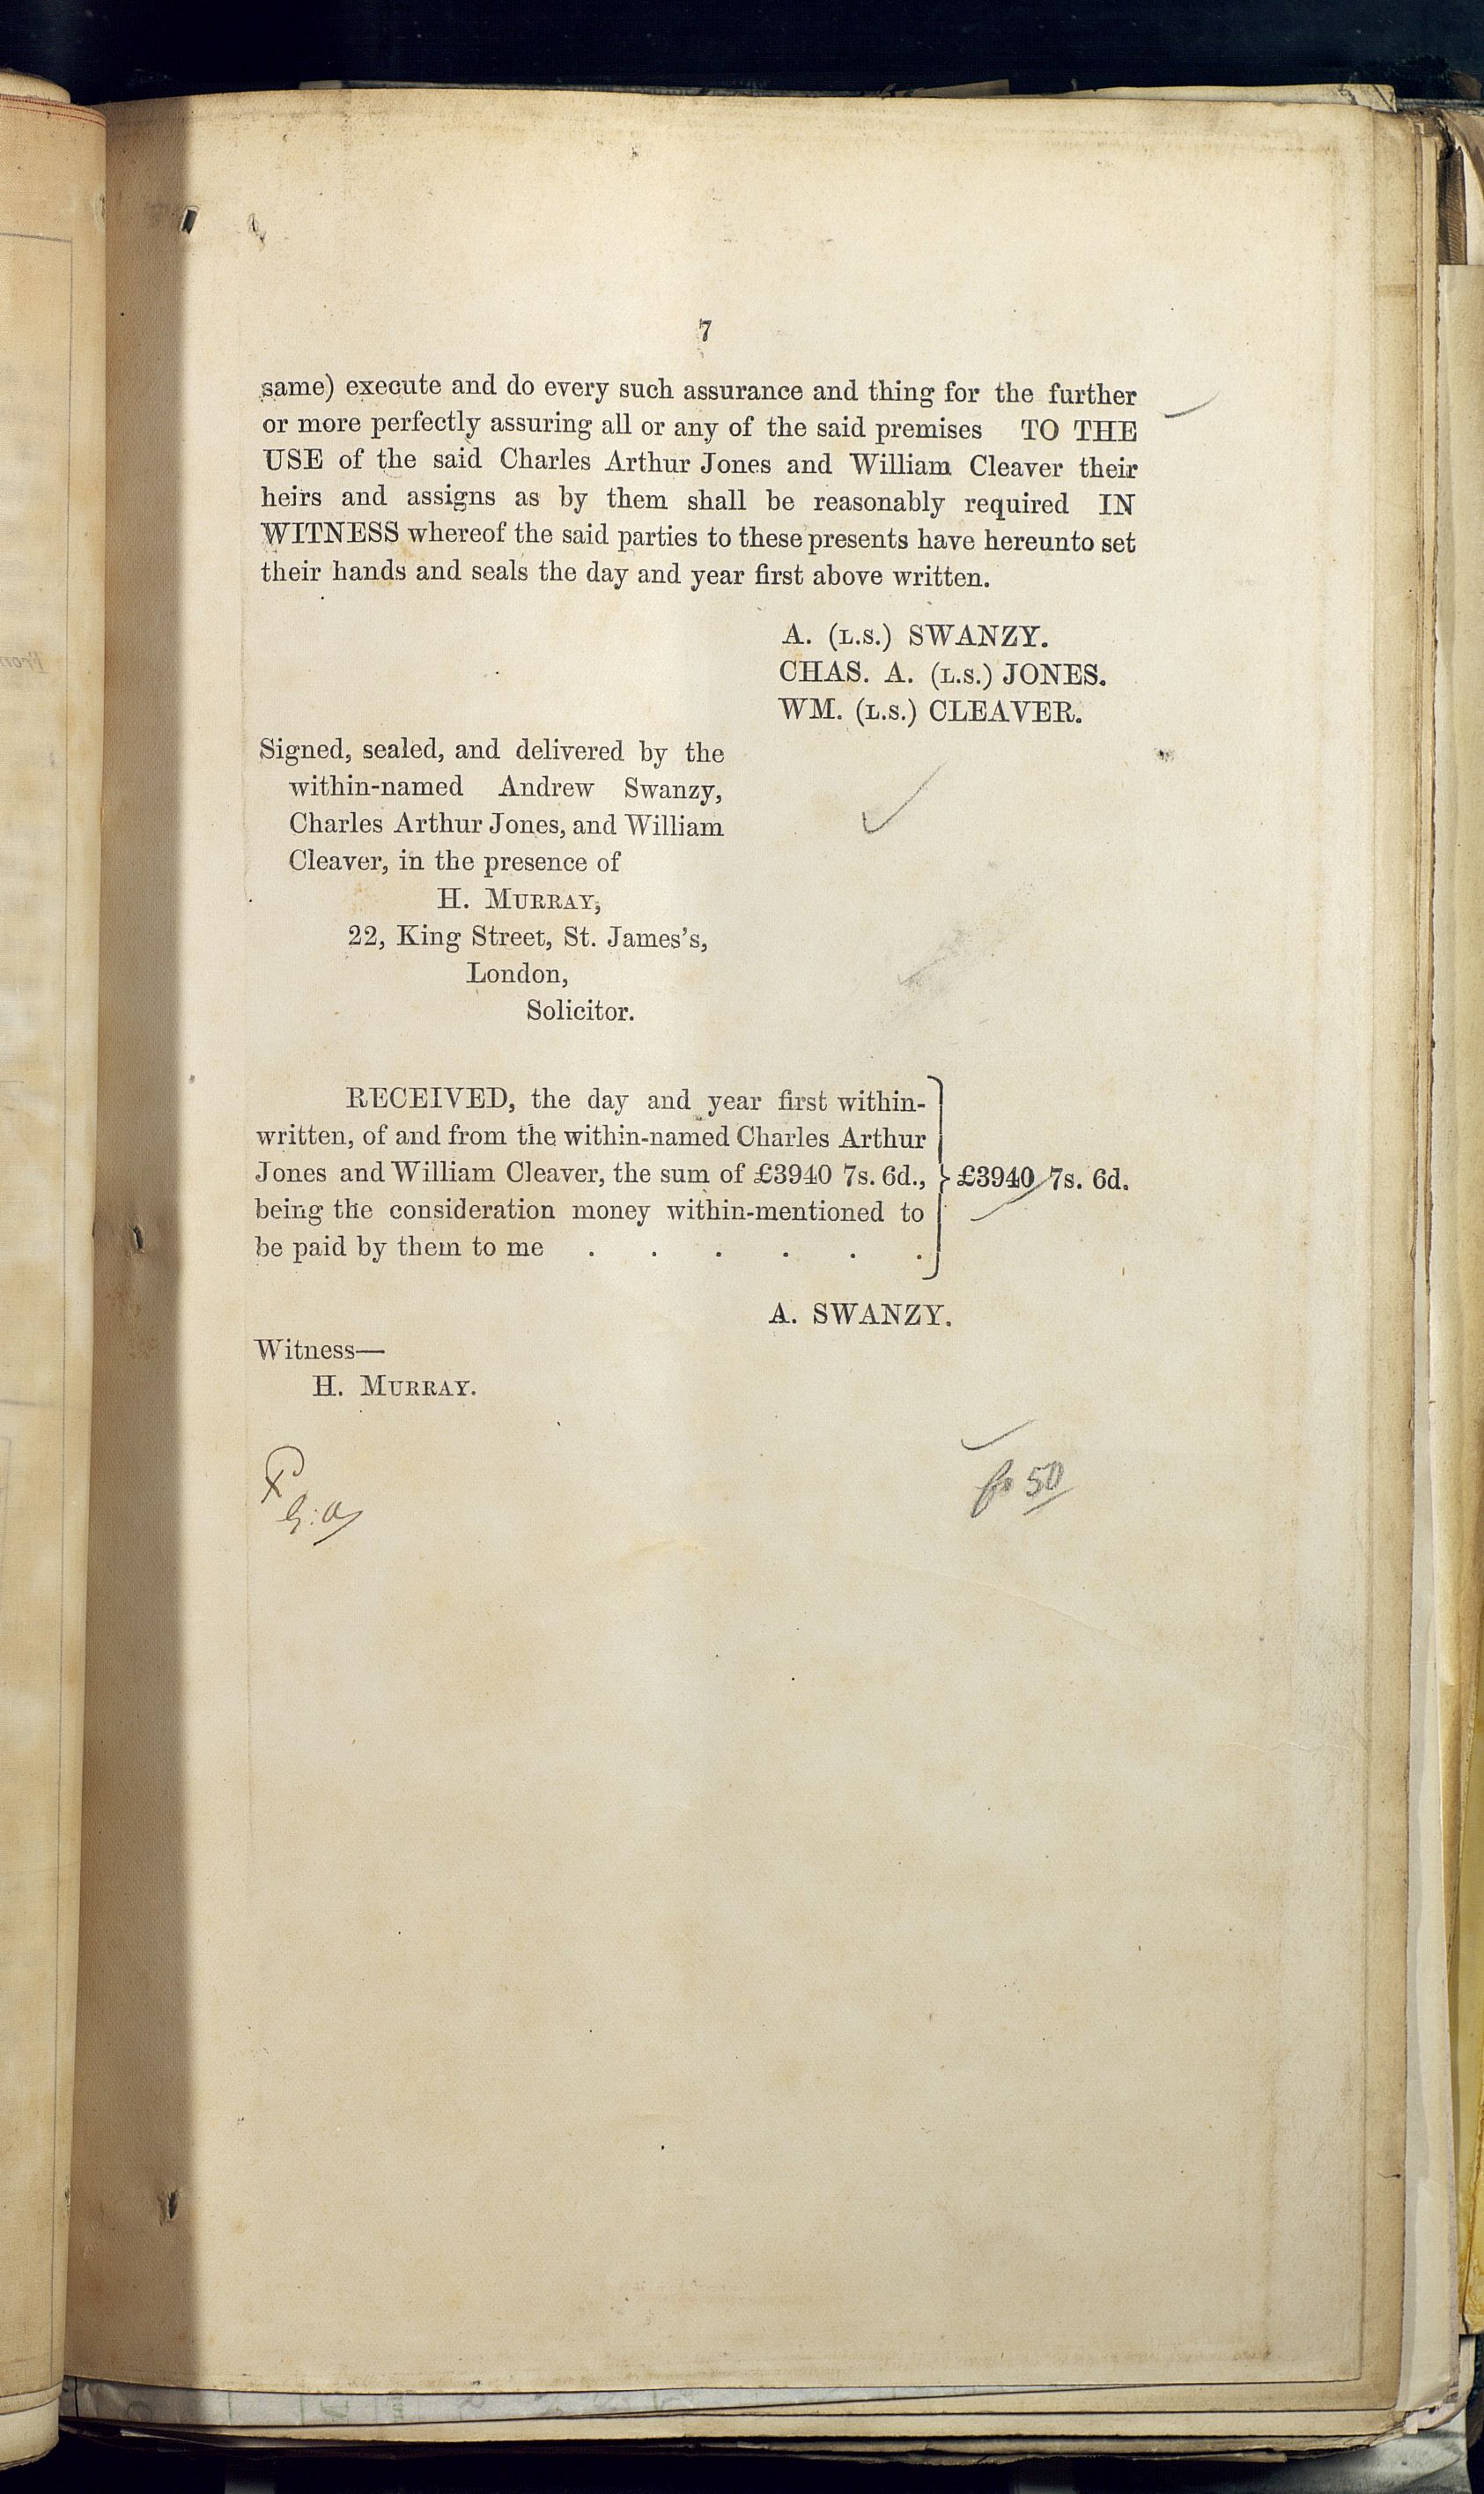 7
same) execute and do every such assurance and thing for the further
or more perfectly assuring all or any of the said premises TO THE
USE of the said Charles Arthur Jones and William Cleaver their
heirs and assigns as by them shall be reasonably required IN
WITNESS whereof the said parties to these presents have hereunto set
their hands and seals the day and year first above written.
A. (L.S.) SWANZY.
CHAS. A. (L.S.) JONES.
WM. (L.S.) CLEAVER.
Signed, sealed, and delivered by the
within-named Andrew Swanzy,
Charles Arthur Jones, and William
Cleaver, in the presence of
H. MURRAY,
22, King Street, St. James's,
London,
Solicitor.
RECEIVED, the day and year first within-
written, of and from the within-named Charles Arthur
Jones and William Cleaver, the sum of £3940 7s. 6d., } £3940 7s. 6d.
being the consideration money within-mentioned to
be paid by them to me . . . . . .
A. SWANZY.
Witness—
H. MURRAY.
fo 50